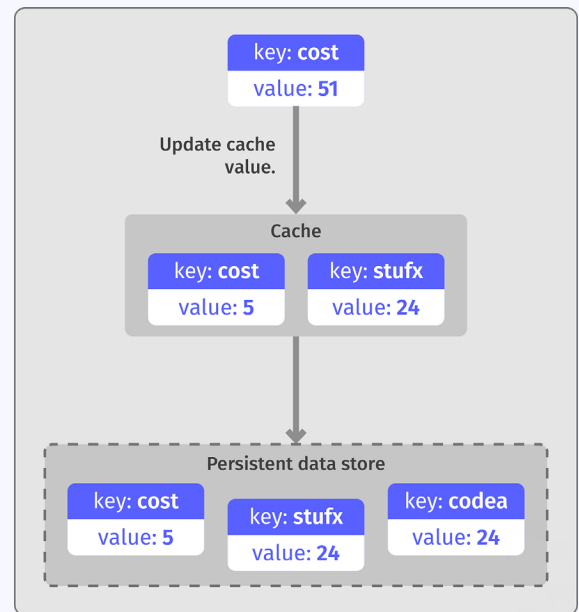 key: cost
value: 51
Update cache
value.
Cache
key: cost
value: 5
key: stufx
value: 24
Persistent data store
key: cost
value: 5
key: stufx
value: 24
key: codea
value: 24